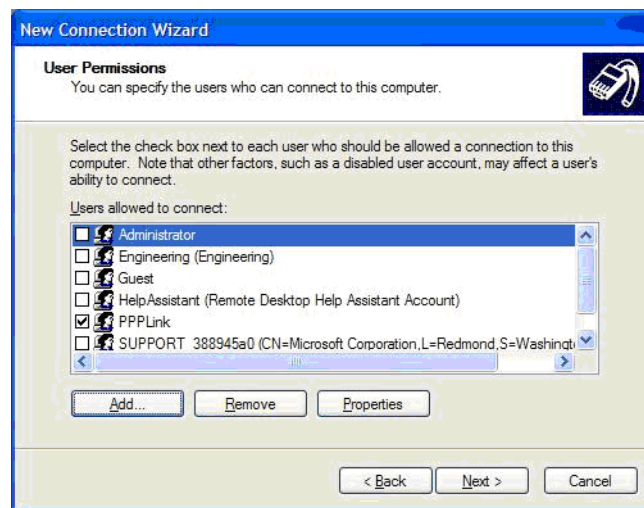 New Connection Wizard
User Permissions
You can specify the users who can connect to this computer.
Select the check box next to each user who should be allowed a connection to this
computer. Note that other factors, such as a disabled user account, may affect a user's
ability to connect.
Users allowed to connect:
Administrator
Engineering (Engineering)
Guest
HelpAssistant (Remote Desktop Help Assistant Account)
PPPLink
SUPPORT_388945a0 (CN=Microsoft Corporation,L=Redmond,S=Washingt
Add...
Remove
Properties
< Back
Next >
Cancel